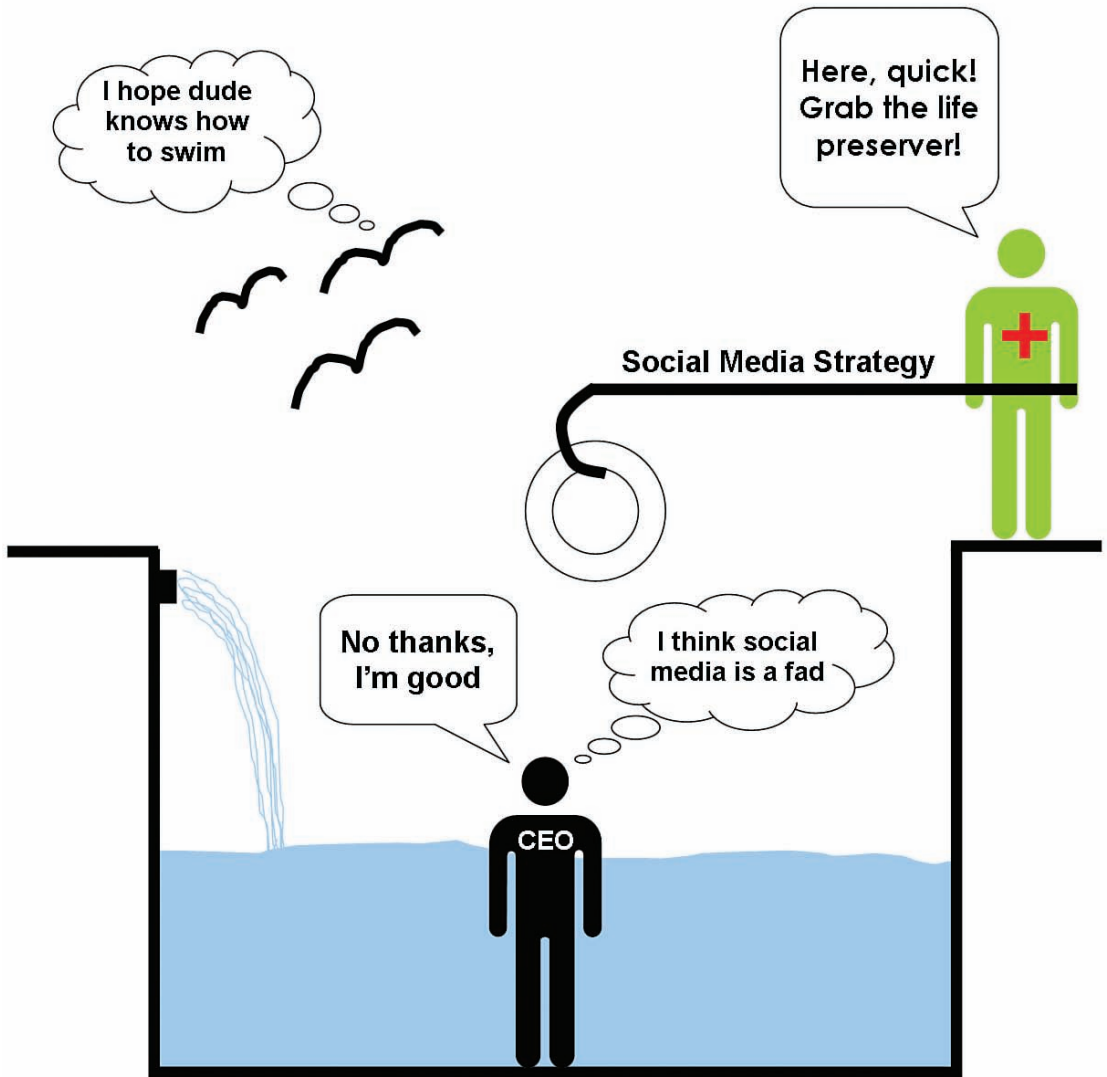 I hope dude
knows how
to swim
Here, quick!
Grab the life
preserver!
Social Media Strategy
No thanks,
I'm good
I think social
media is a fad
CEO